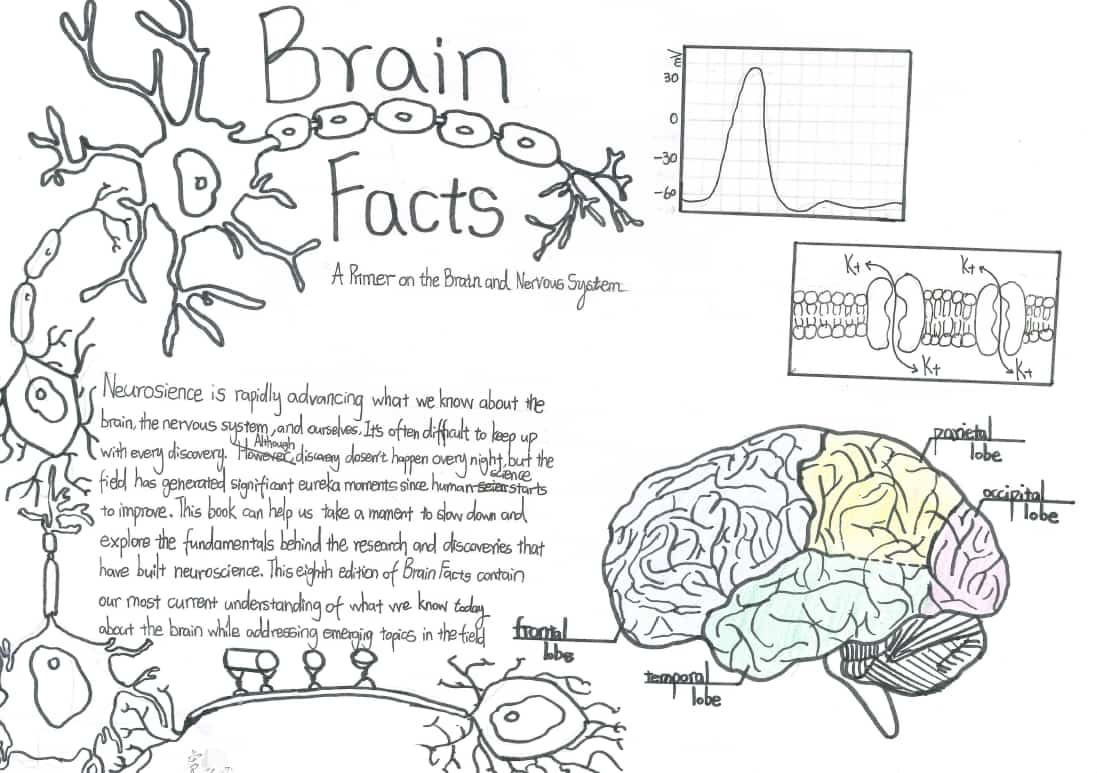 Brain
Facts
A Primer on the Brain and Nervous System
Neurosience is rapidly advancing what we know about the
brain, the nervous system, and ourselves. It's often difficult to keep up
with every discovery. However, Although discovery doesn't happen overy night, but the
field has generated significant eureka moments since human science starts
to improve. This book can help us take a moment to slow down and
explore the fundamentals behind the research and discoveries that
have built neuroscience. This eighth edition of Brain Facts contain
our most current understanding of what we know today
about the brain while addressing emerging topics in the field
30
0
-30
-60
K+
K+
K+
K+
parietal
lobe
occipital
lobe
frontal
lobe
temporal
lobe